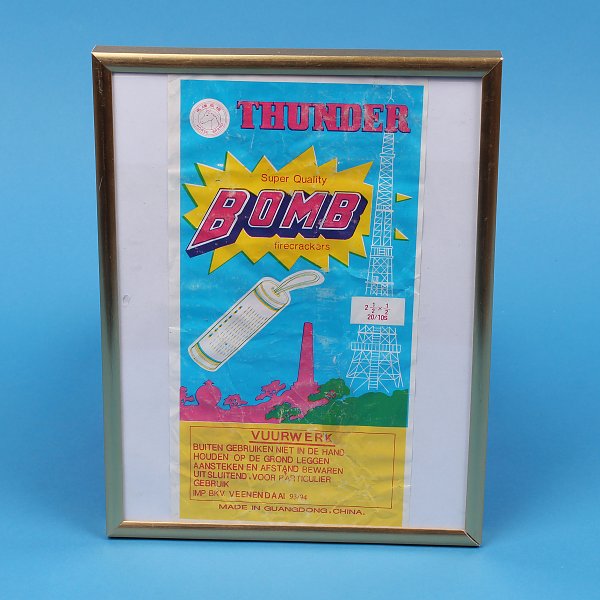 THUNDER
Super Quality
BOMB
firecrackers
2 ½ × ½
20/10s
VUURWERK
BUITEN GEBRUIKEN NIET IN DE HAND
HOUDEN OP DE GROND LEGGEN
AANSTEKEN EN AFSTAND BEWAREN
UITSLUITEND VOOR PARTICULIER
GEBRUIK
IMP BKV VEENENDAAL 93/94
MADE IN GUANGDONG, CHINA.